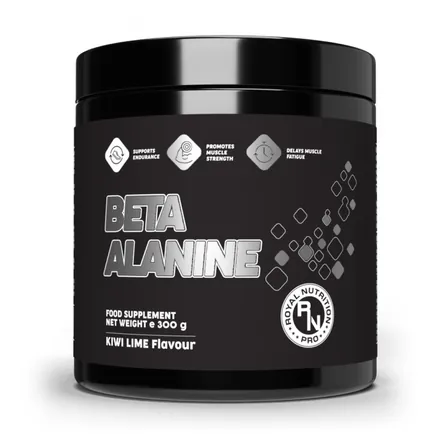 SUPPORTS
ENDURANCE
PROMOTES
MUSCLE
STRENGTH
DELAYS MUSCLE
FATIGUE
BETA
ALANINE
FOOD SUPPLEMENT
NET WEIGHT e 300 g
KIWI LIME Flavour
ROYAL NUTRITION
RN
PRO